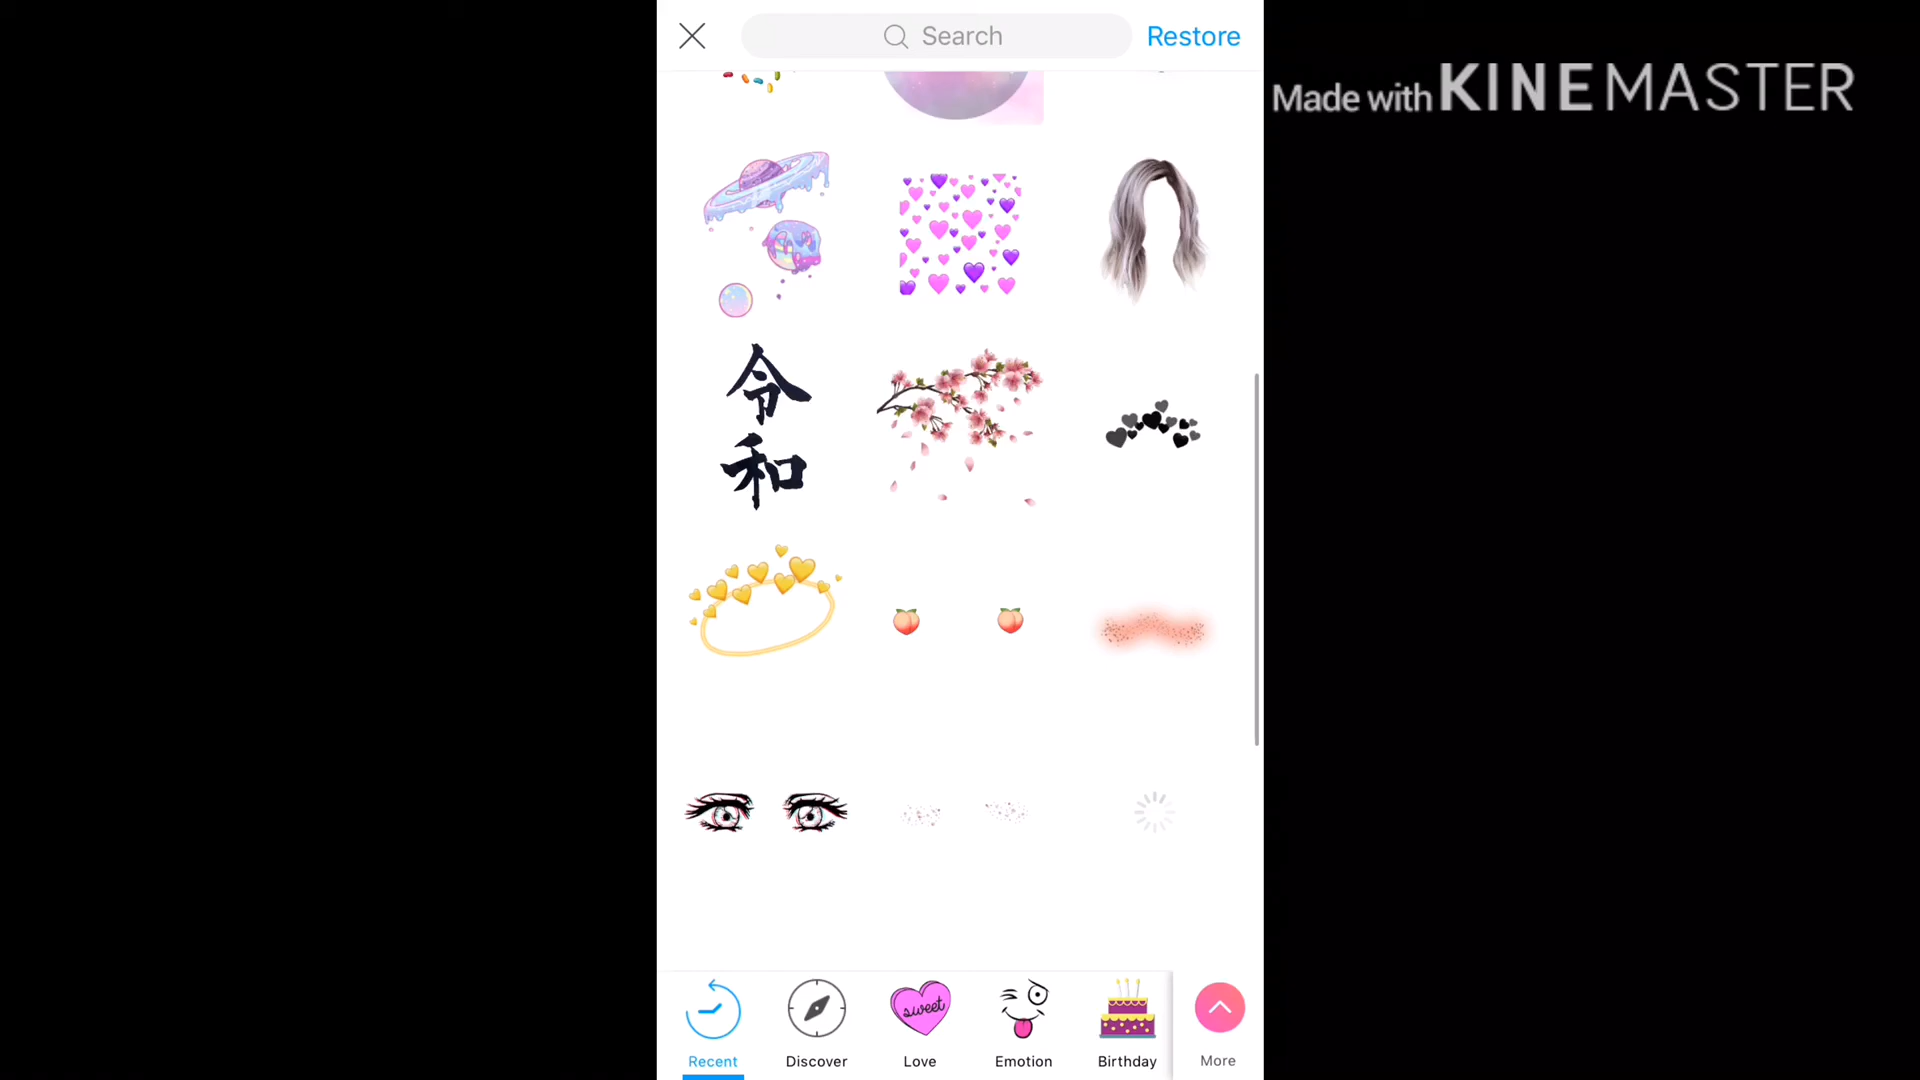 Search
Restore
Made with KINEMASTER
令
和
sweet
Recent
Discover
Love
Emotion
Birthday
More